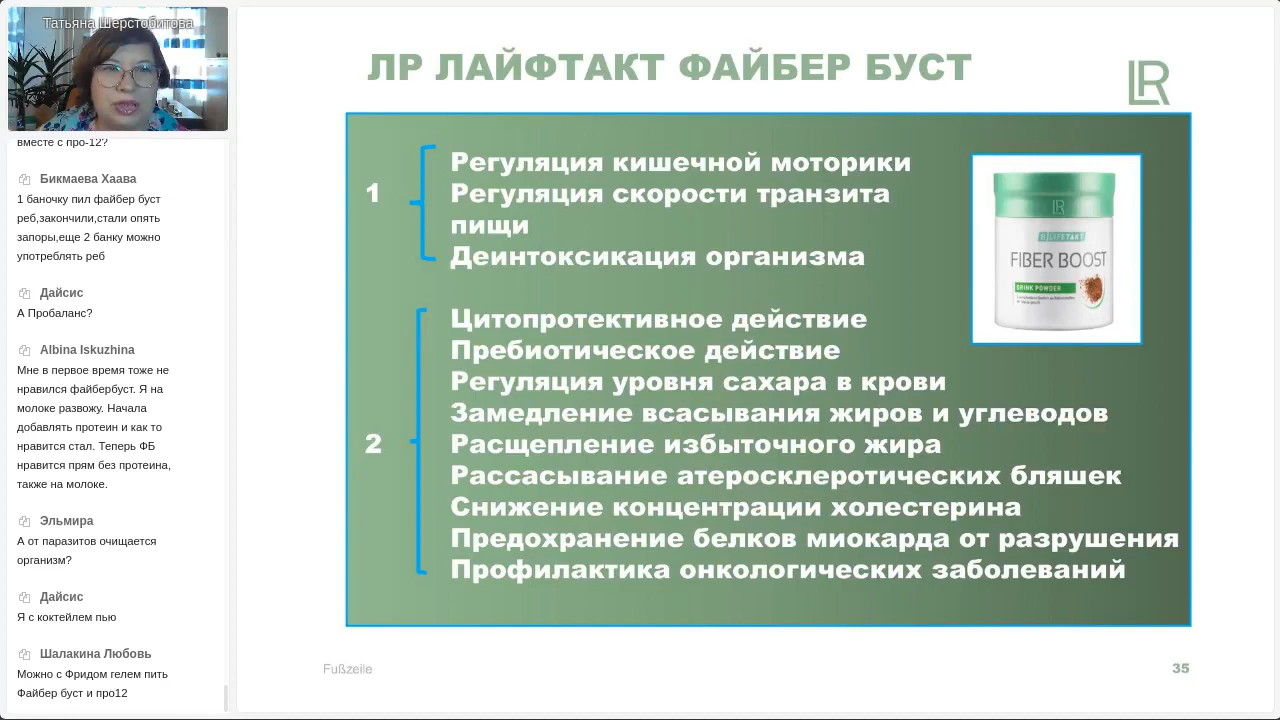 Татьяна Шерстобитова
вместе с про-12?
Бикмаева Хаава
1 баночку пил файбер буст
реб,закончили,стали опять
запоры,еще 2 банку можно
употреблять реб
Дайсис
А Пробаланс?
Albina Iskuzhina
Мне в первое время тоже не
нравился файбербуст. Я на
молоке развожу. Начала
добавлять протеин и как то
нравится стал. Теперь ФБ
нравится прям без протеина,
также на молоке.
Эльмира
А от паразитов очищается
организм?
Дайсис
Я с коктейлем пью
Шалакина Любовь
Можно с Фридом гелем пить
Файбер буст и про12
ЛР ЛАЙФТАКТ ФАЙБЕР БУСТ
LR
1
Регуляция кишечной моторики
Регуляция скорости транзита
пищи
Деинтоксикация организма
2
Цитопротективное действие
Пребиотическое действие
Регуляция уровня сахара в крови
Замедление всасывания жиров и углеводов
Расщепление избыточного жира
Рассасывание атеросклеротических бляшек
Снижение концентрации холестерина
Предохранение белков миокарда от разрушения
Профилактика онкологических заболеваний
LR
LIFETAKT
FIBER BOOST
DRINK POWDER
Fußzeile
35